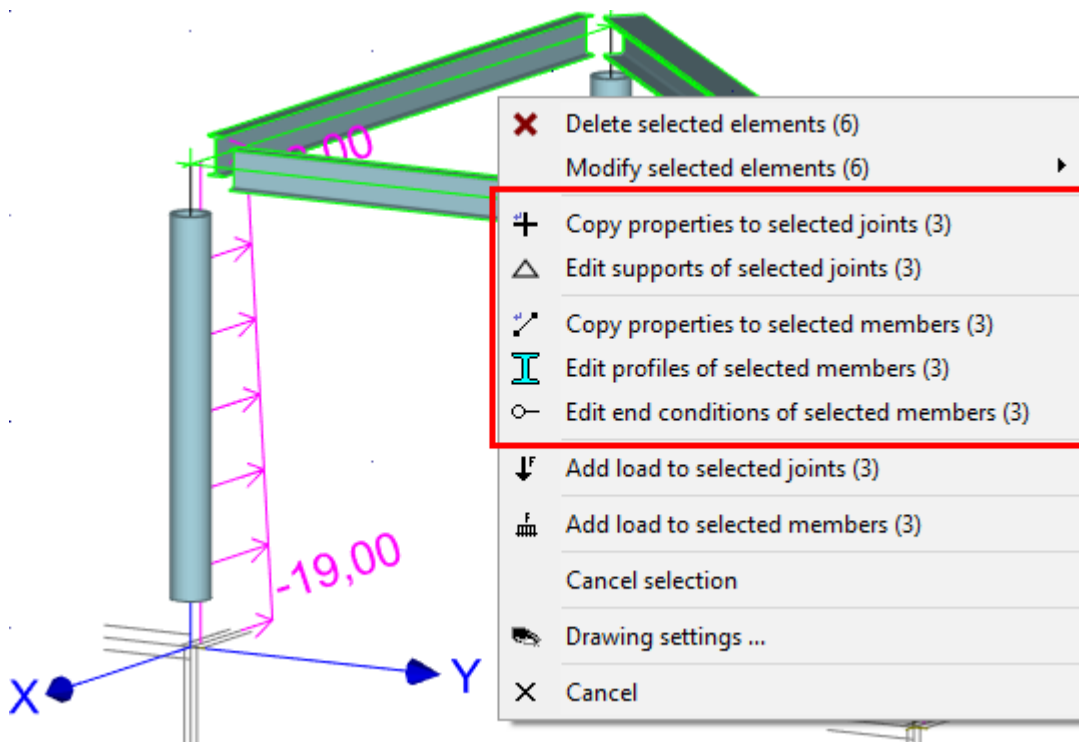 Delete selected elements (6)
Modify selected elements (6)
Copy properties to selected joints (3)
Edit supports of selected joints (3)
Copy properties to selected members (3)
Edit profiles of selected members (3)
Edit end conditions of selected members (3)
F
Add load to selected joints (3)
F
Add load to selected members (3)
Cancel selection
Drawing settings ...
Cancel
-19,00
X
Y